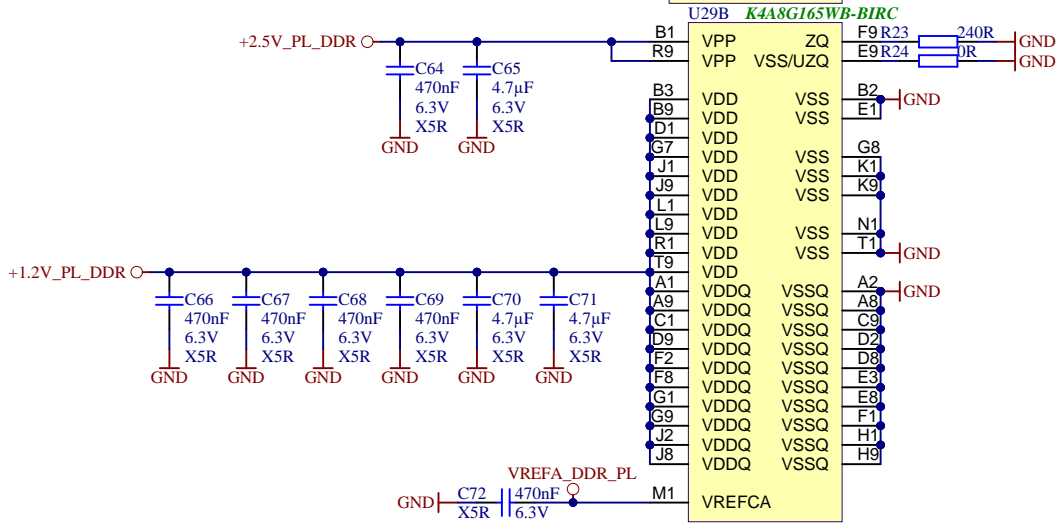 U29B K4A8G165WB-BIRC
+2.5V_PL_DDR B1 VPP ZQ F9 R23 240R GND
R9 VPP VSS/UZQ E9 R24 0R GND
C64 C65
470nF 4.7µF
6.3V 6.3V
X5R X5R
GND GND
B3 VDD VSS B2 GND
B9 VDD VSS E1
D1 VDD
G7 VDD VSS G8
J1 VDD VSS K1
J9 VDD VSS K9
L1 VDD
L9 VDD VSS N1
R1 VDD VSS T1 GND
+1.2V_PL_DDR T9 VDD
A1 VDDQ VSSQ A2 GND
A9 VDDQ VSSQ A8
C1 VDDQ VSSQ C9
D9 VDDQ VSSQ D2
F2 VDDQ VSSQ D8
F8 VDDQ VSSQ E3
G1 VDDQ VSSQ E8
G9 VDDQ VSSQ F1
J2 VDDQ VSSQ H1
J8 VDDQ VSSQ H9
C66 C67 C68 C69 C70 C71
470nF 470nF 470nF 470nF 4.7µF 4.7µF
6.3V 6.3V 6.3V 6.3V 6.3V 6.3V
X5R X5R X5R X5R X5R X5R
GND GND GND GND GND GND
VREFA_DDR_PL
GND C72 470nF M1 VREFCA
X5R 6.3V